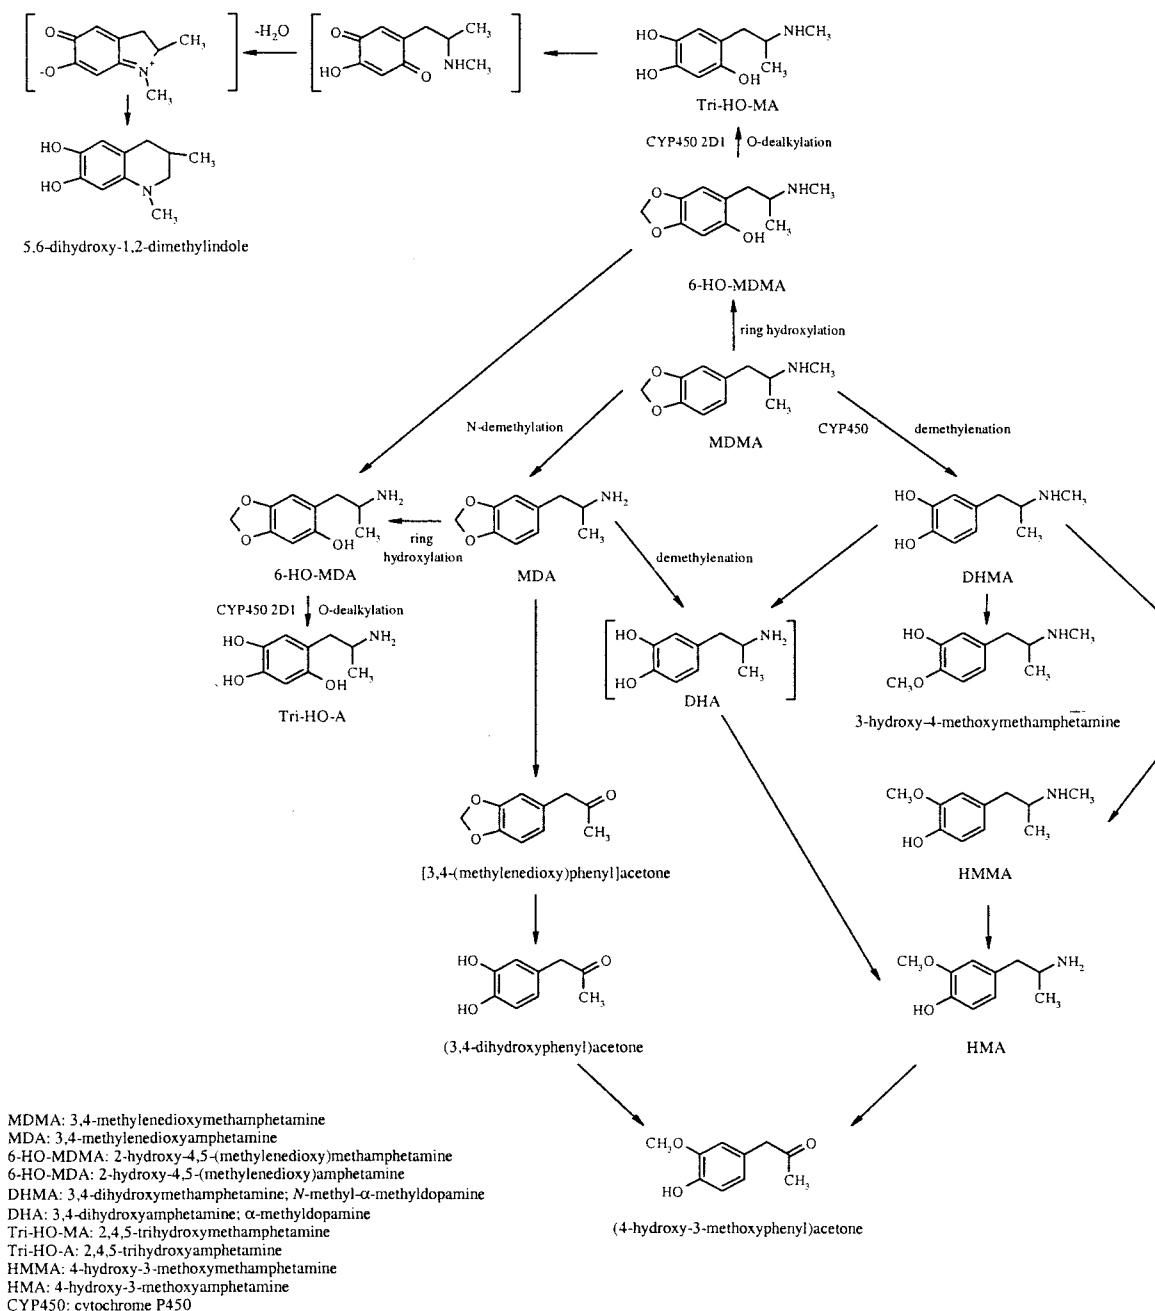 O
-O
N+
CH3
CH3
-H2O
O
HO
O
CH3
NHCH3
HO
HO
OH
NHCH3
CH3
Tri-HO-MA
CYP450 2D1 O-dealkylation
HO
HO
N
CH3
CH3
5,6-dihydroxy-1,2-dimethylindole
O
O
OH
NHCH3
CH3
6-HO-MDMA
ring hydroxylation
O
O
NHCH3
CH3
MDMA
N-demethylation
CYP450 demethylenation
O
O
OH
NH2
CH3
6-HO-MDA
ring
hydroxylation
O
O
NH2
CH3
MDA
demethylenation
HO
HO
NHCH3
CH3
DHMA
CYP450 2D1 O-dealkylation
HO
HO
OH
NH2
CH3
Tri-HO-A
HO
HO
NH2
CH3
DHA
HO
CH3O
NHCH3
CH3
3-hydroxy-4-methoxymethamphetamine
O
O
O
CH3
[3,4-(methylenedioxy)phenyl]acetone
CH3O
HO
NHCH3
CH3
HMMA
HO
HO
O
CH3
(3,4-dihydroxyphenyl)acetone
CH3O
HO
NH2
CH3
HMA
CH3O
HO
O
CH3
(4-hydroxy-3-methoxyphenyl)acetone
MDMA: 3,4-methylenedioxymethamphetamine
MDA: 3,4-methylenedioxyamphetamine
6-HO-MDMA: 2-hydroxy-4,5-(methylenedioxy)methamphetamine
6-HO-MDA: 2-hydroxy-4,5-(methylenedioxy)amphetamine
DHMA: 3,4-dihydroxymethamphetamine; N-methyl-α-methyldopamine
DHA: 3,4-dihydroxyamphetamine; α-methyldopamine
Tri-HO-MA: 2,4,5-trihydroxymethamphetamine
Tri-HO-A: 2,4,5-trihydroxyamphetamine
HMMA: 4-hydroxy-3-methoxymethamphetamine
HMA: 4-hydroxy-3-methoxyamphetamine
CYP450: cytochrome P450